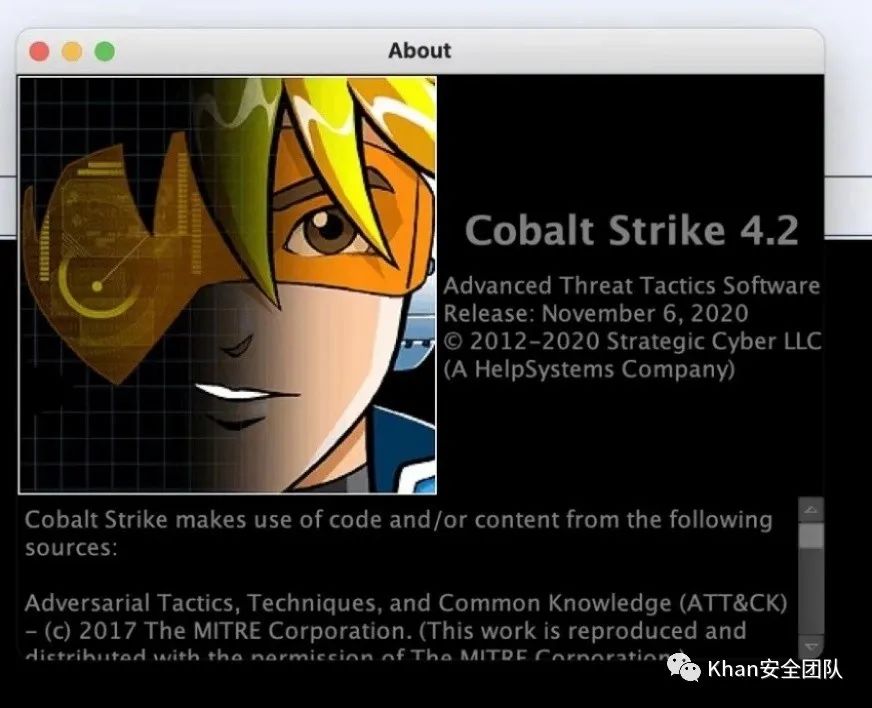 About
Cobalt Strike 4.2
Advanced Threat Tactics Software
Release: November 6, 2020
© 2012-2020 Strategic Cyber LLC
(A HelpSystems Company)
Cobalt Strike makes use of code and/or content from the following
sources:
Adversarial Tactics, Techniques, and Common Knowledge (ATT&CK)
- (c) 2017 The MITRE Corporation. (This work is reproduced and
distributed with the permission of The MITRE Corporation.)
Khan安全团队